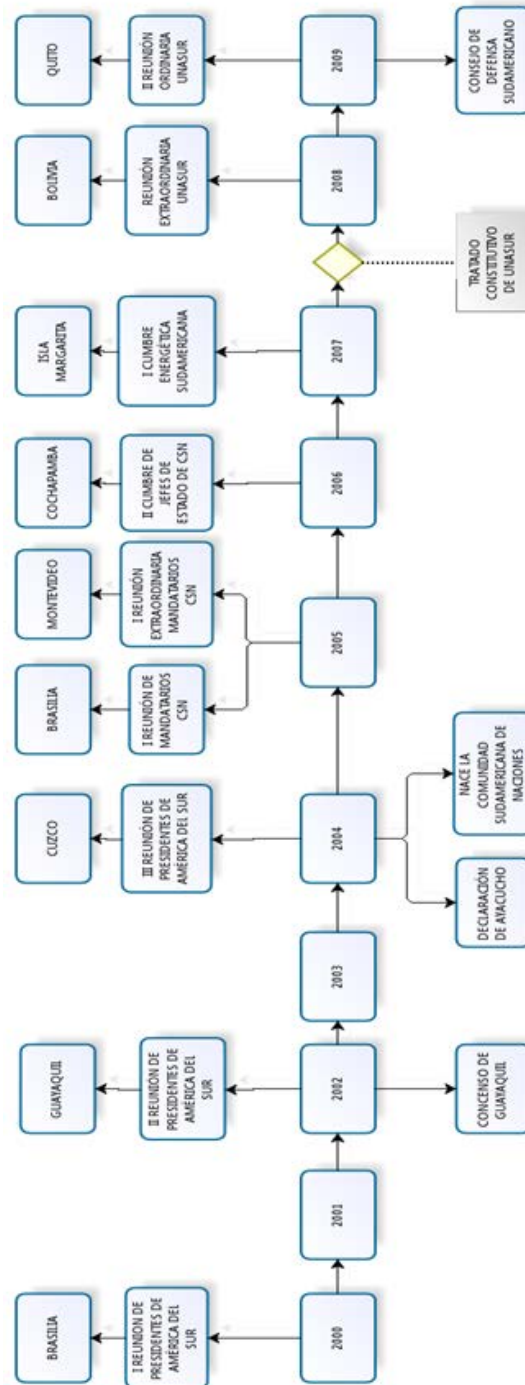 BRASILIA
I REUNION DE
PRESIDENTES DE
AMÉRICA DEL
SUR
2000
2001
GUAYAQUIL
II REUNIÓN DE
PRESIDENTES DE
AMÉRICA DEL
SUR
2002
CONCENSO DE
GUAYAQUIL
2003
CUZCO
III REUNIÓN DE
PRESIDENTES DE
AMÉRICA DEL SUR
2004
DECLARACIÓN
DE AYACUCHO
NACE LA
COMUNIDAD
SUDAMERICANA DE
NACIONES
BRASILIA
I REUNIÓN DE
MANDATARIOS
CSN
MONTEVIDEO
I REUNIÓN
EXTRAORDINARIA
MANDATARIOS
CSN
2005
COCHAPAMBA
II CUMBRE DE
JEFES DE
ESTADO DE CSN
2006
ISLA
MARGARITA
I CUMBRE
ENERGÉTICA
SUDAMERICANA
2007
TRATADO
CONSTITUTIVO
DE UNASUR
BOLIVIA
REUNIÓN
EXTRAORDINARIA
UNASUR
2008
QUITO
II REUNIÓN
ORDINARIA
UNASUR
2009
CONSEJO DE
DEFENSA
SUDAMERICANO